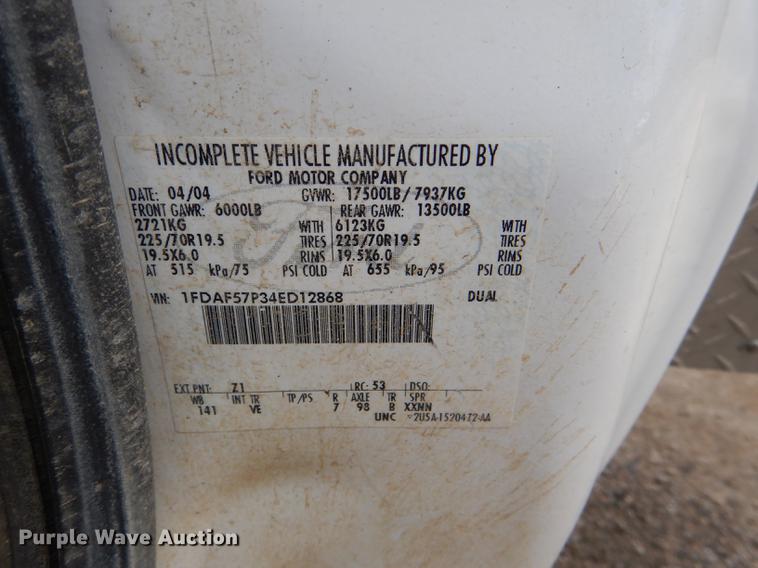 INCOMPLETE VEHICLE MANUFACTURED BY
FORD MOTOR COMPANY
DATE: 04/04 GVWR: 17500LB/ 7937KG
FRONT GAWR: 6000LB REAR GAWR: 13500LB
2721KG WITH 6123KG WITH
225/70R19.5 TIRES 225/70R19.5 TIRES
19.5X6.0 RIMS 19.5X6.0 RIMS
AT 515 kPa/75 PSI COLD AT 655 kPa/95 PSI COLD
VIN: 1FDAF57P34ED12868 DUAL
EXT PNT: Z1 RC: 53 DSO:
WB INT TR TP/PS R AXLE TR SPR
141 VE 7 98 B XXNN
UNC 2U5A-1520472-AA
Purple Wave Auction